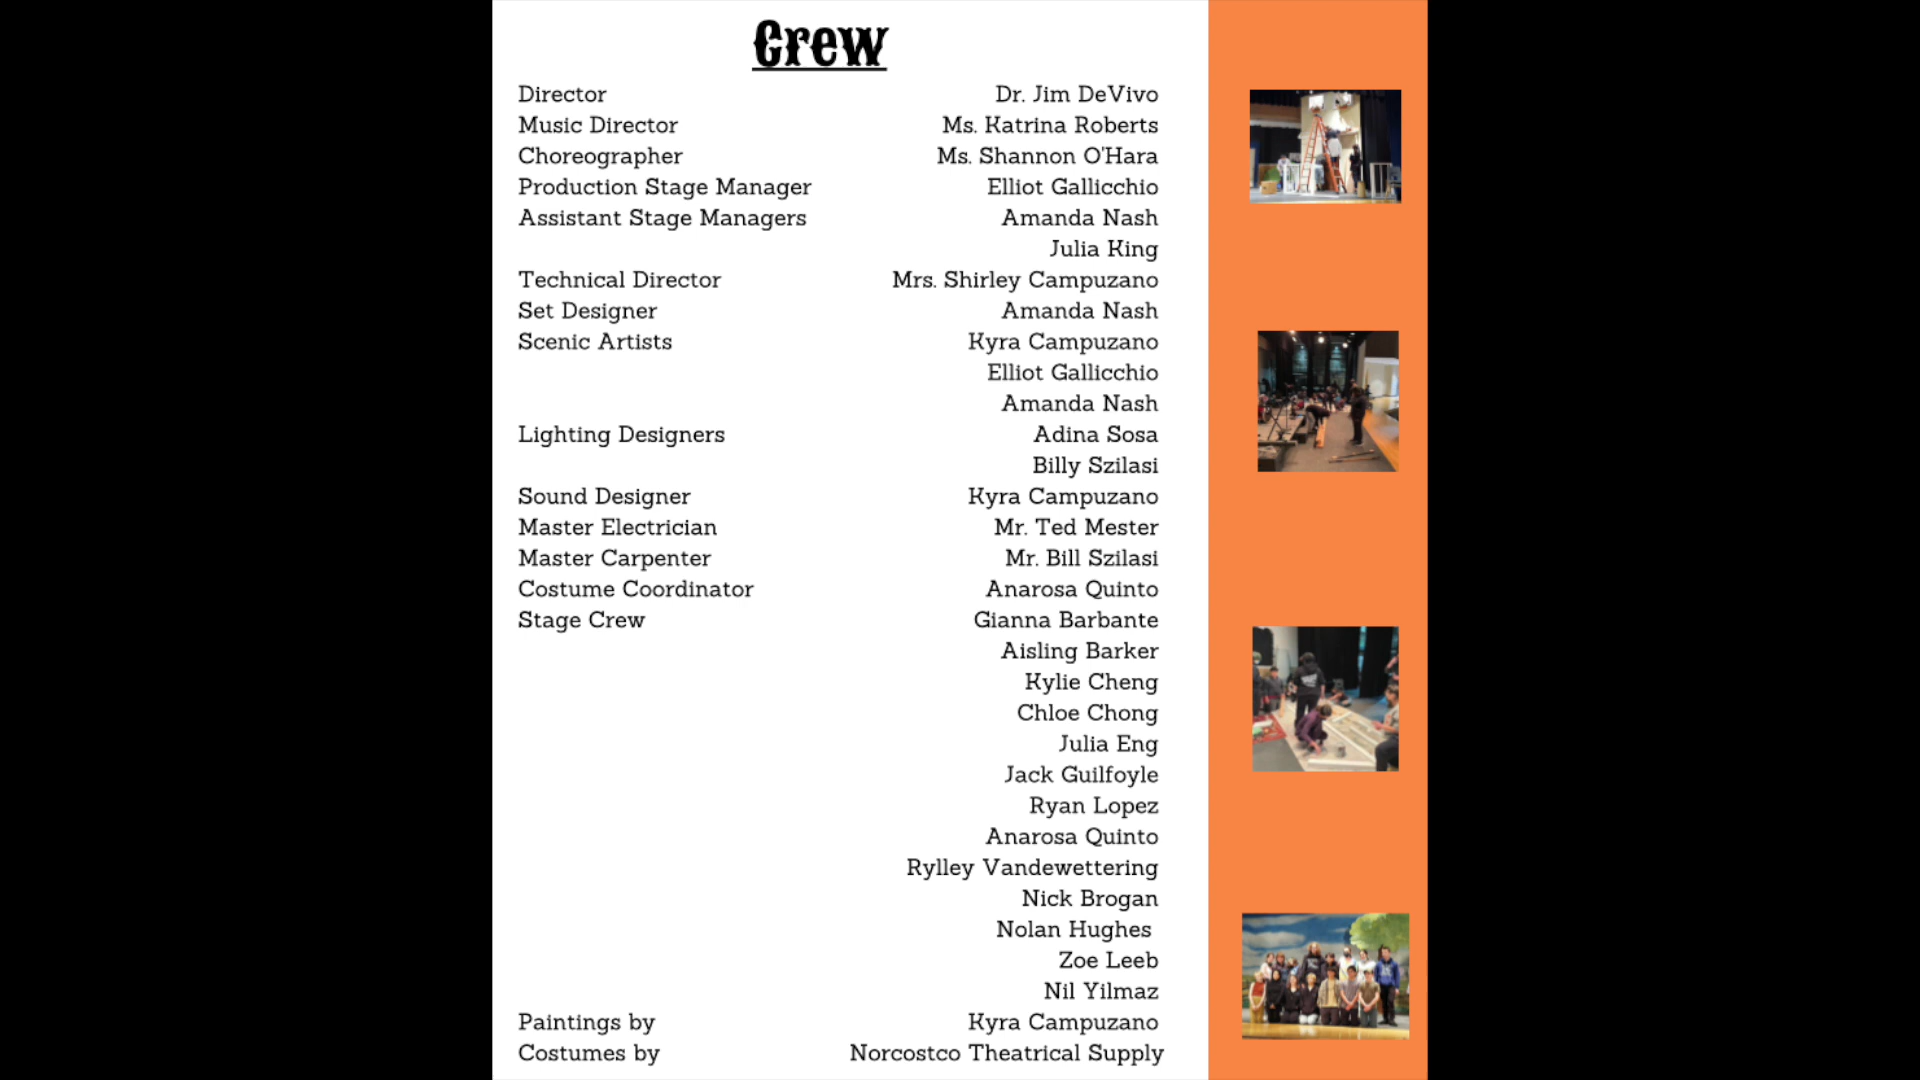 Crew
Director Dr. Jim DeVivo
Music Director Ms. Katrina Roberts
Choreographer Ms. Shannon O'Hara
Production Stage Manager Elliot Gallicchio
Assistant Stage Managers Amanda Nash
Julia King
Technical Director Mrs. Shirley Campuzano
Set Designer Amanda Nash
Scenic Artists Kyra Campuzano
Elliot Gallicchio
Amanda Nash
Lighting Designers Adina Sosa
Billy Szilasi
Sound Designer Kyra Campuzano
Master Electrician Mr. Ted Mester
Master Carpenter Mr. Bill Szilasi
Costume Coordinator Anarosa Quinto
Stage Crew Gianna Barbante
Aisling Barker
Kylie Cheng
Chloe Chong
Julia Eng
Jack Guilfoyle
Ryan Lopez
Anarosa Quinto
Rylley Vandewettering
Nick Brogan
Nolan Hughes
Zoe Leeb
Nil Yilmaz
Paintings by Kyra Campuzano
Costumes by Norcostco Theatrical Supply